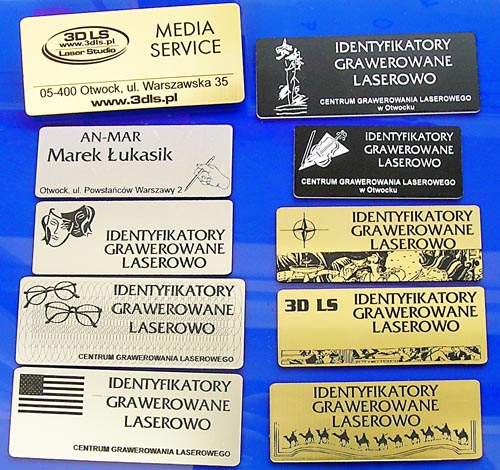 3D LS
www.3dls.pl
Laser Studio
MEDIA
SERVICE
05-400 Otwock, ul. Warszawska 35
www.3dls.pl
AN-MAR
Marek Łukasik
Otwock, ul. Powstańców Warszawy 2
IDENTYFIKATORY
GRAWEROWANE
LASEROWO
IDENTYFIKATORY
GRAWEROWANE
LASEROWO
CENTRUM GRAWEROWANIA LASEROWEGO
IDENTYFIKATORY
GRAWEROWANE
LASEROWO
CENTRUM GRAWEROWANIA LASEROWEGO
IDENTYFIKATORY
GRAWEROWANE
LASEROWO
CENTRUM GRAWEROWANIA LASEROWEGO
w Otwocku
IDENTYFIKATORY
GRAWEROWANE
LASEROWO
CENTRUM GRAWEROWANIA LASEROWEGO
w Otwocku
IDENTYFIKATORY
GRAWEROWANE
LASEROWO
3D LS
IDENTYFIKATORY
GRAWEROWANE
LASEROWO
IDENTYFIKATORY
GRAWEROWANE
LASEROWO